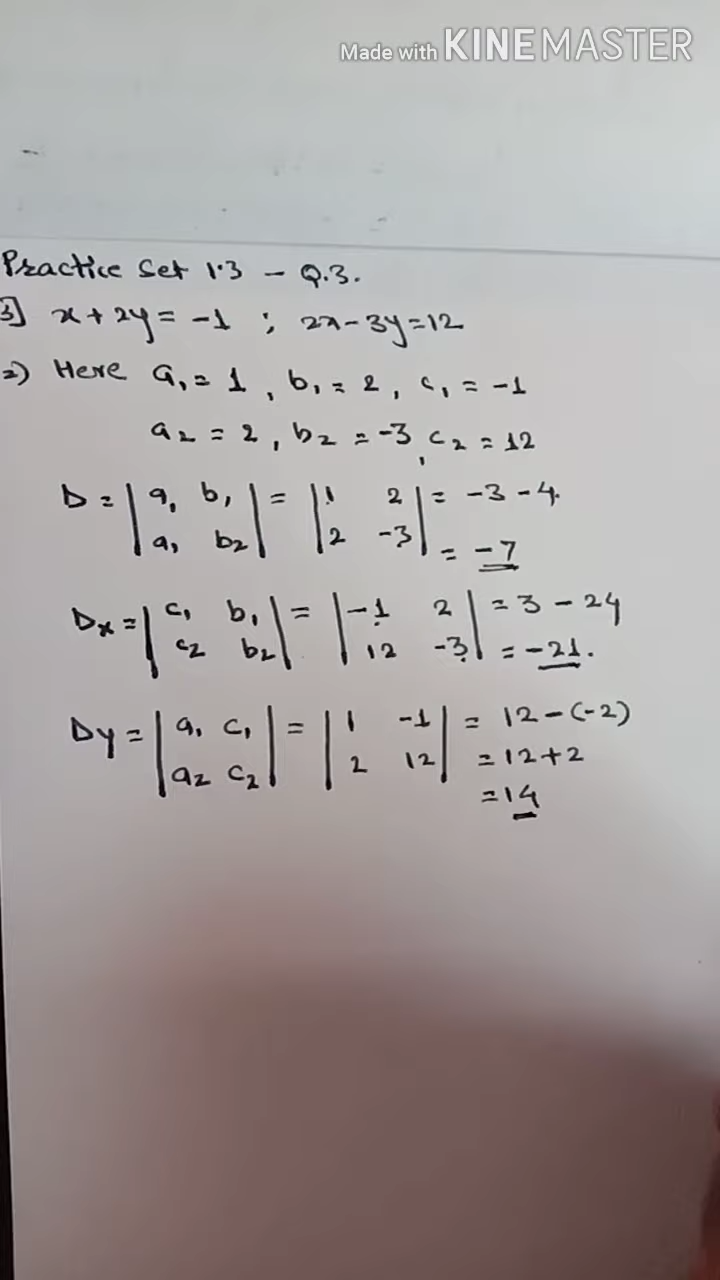 Made with KINEMASTER
Practice Set 1.3 - Q.3.
3] x + 2y = -1 ; 2x - 3y = 12
=) Here a₁ = 1, b₁ = 2, c₁ = -1
a₂ = 2, b₂ = -3, c₂ = 12
D = |a₁ b₁| = |1 2| = -3 - 4.
|a₁ b₂| |2 -3| = -7
Dx = |c₁ b₁| = |-1 2| = 3 - 24
|c₂ b₂| |12 -3| = -21.
Dy = |a₁ c₁| = |1 -1| = 12 - (-2)
|a₂ c₂| |2 12| = 12 + 2
= 14